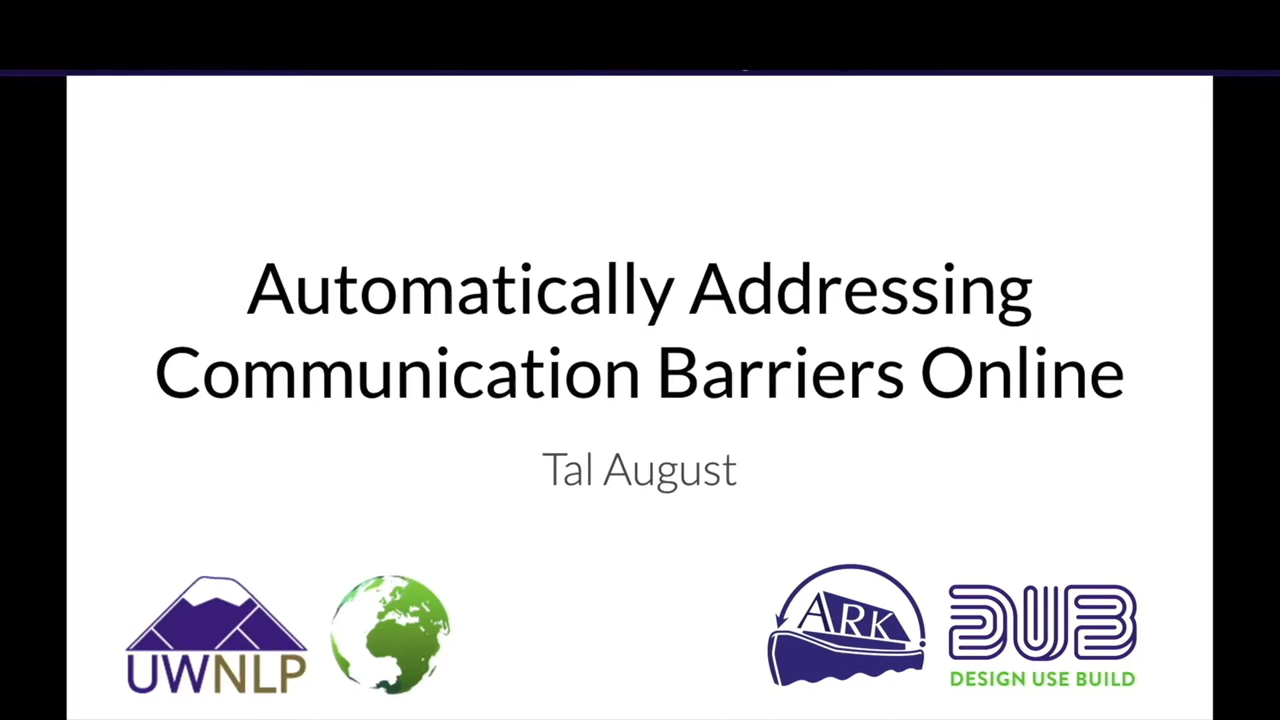 Automatically Addressing
Communication Barriers Online
Tal August
UWNLP
ARK
DUB
DESIGN USE BUILD